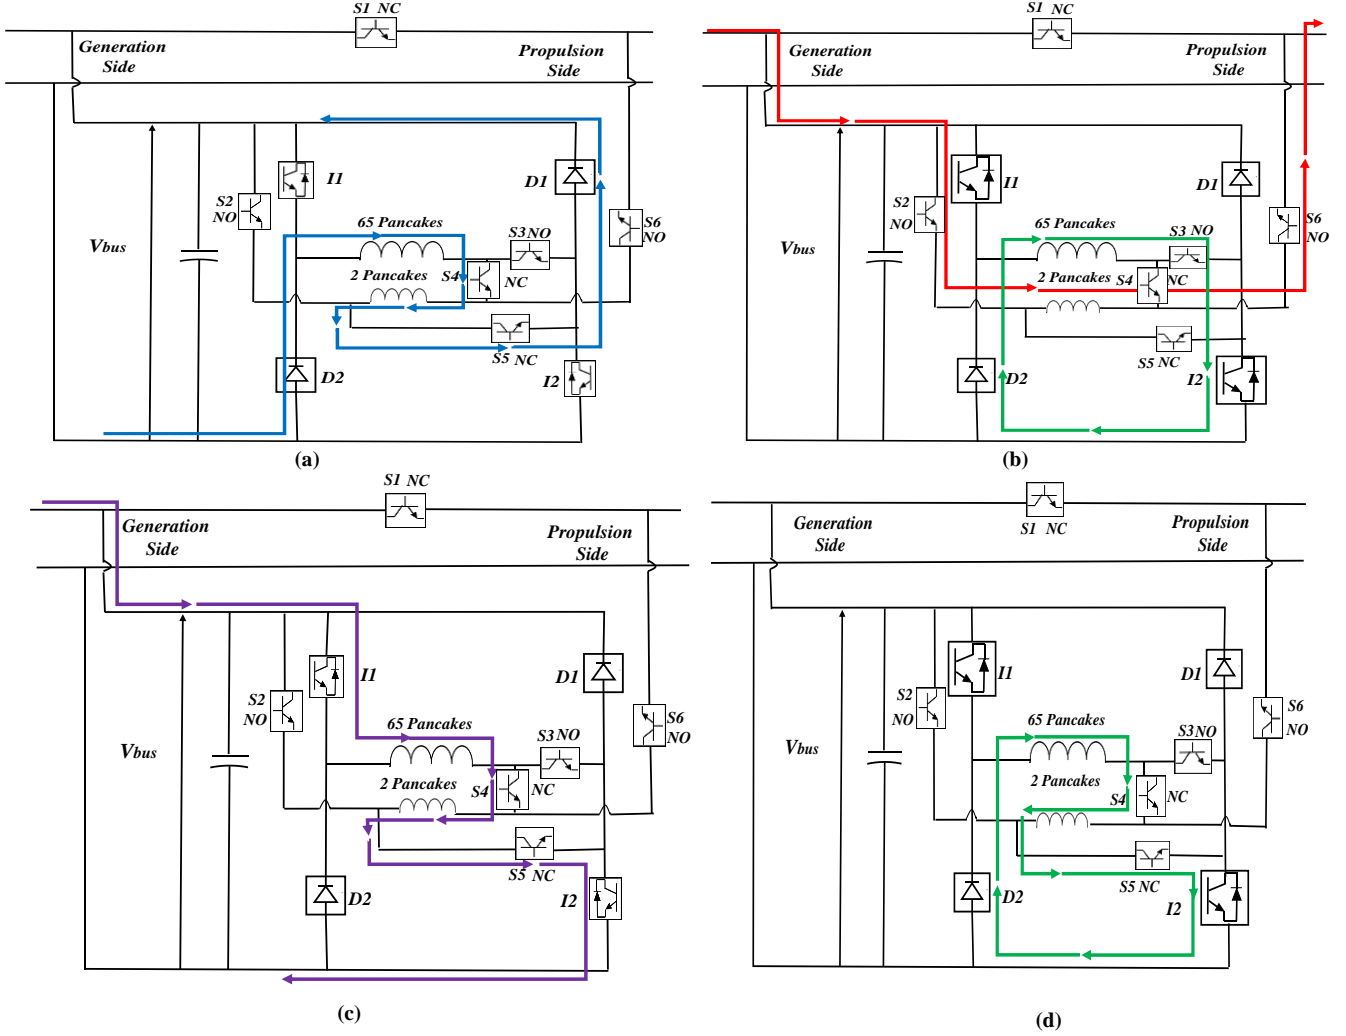 S1 NC
Generation
Side
Propulsion
Side
I1
D1
S2
NO
65 Pancakes
S3 NO
S6
NO
Vbus
2 Pancakes
S4
NC
S5 NC
D2
I2
(a)
S1 NC
Generation
Side
Propulsion
Side
I1
D1
S2
NO
65 Pancakes
S3 NO
S6
NO
Vbus
2 Pancakes
S4
NC
S5 NC
D2
I2
(b)
S1 NC
Generation
Side
Propulsion
Side
I1
D1
S2
NO
65 Pancakes
S3 NO
S6
NO
Vbus
2 Pancakes
S4
NC
S5 NC
D2
I2
(c)
S1 NC
Generation
Side
Propulsion
Side
I1
D1
S2
NO
65 Pancakes
S3 NO
S6
NO
Vbus
2 Pancakes
S4
NC
S5 NC
D2
I2
(d)